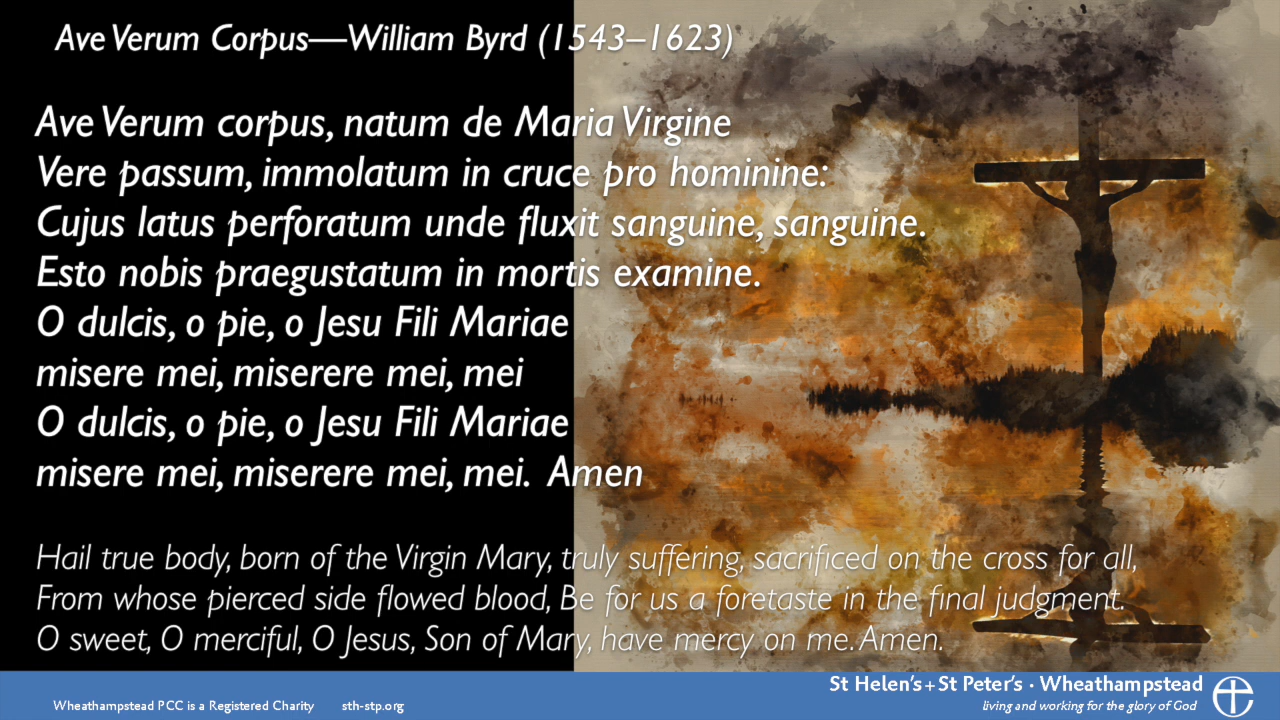 Ave Verum Corpus—William Byrd (1543–1623)
Ave Verum corpus, natum de Maria Virgine
Vere passum, immolatum in cruce pro hominine:
Cujus latus perforatum unde fluxit sanguine, sanguine.
Esto nobis praegustatum in mortis examine.
O dulcis, o pie, o Jesu Fili Mariae
misere mei, miserere mei, mei
O dulcis, o pie, o Jesu Fili Mariae
misere mei, miserere mei, mei. Amen
Hail true body, born of the Virgin Mary, truly suffering, sacrificed on the cross for all,
From whose pierced side flowed blood, Be for us a foretaste in the final judgment.
O sweet, O merciful, O Jesus, Son of Mary, have mercy on me. Amen.
St Helen's + St Peter's · Wheathampstead
living and working for the glory of God
Wheathampstead PCC is a Registered Charity sth-stp.org